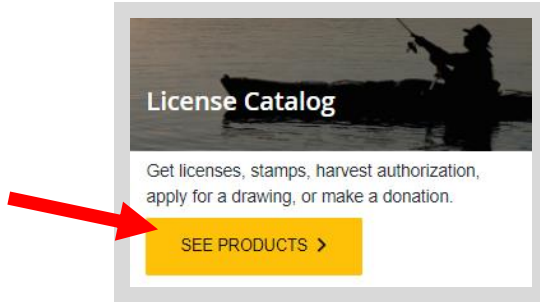 License Catalog
Get licenses, stamps, harvest authorization,
apply for a drawing, or make a donation.
SEE PRODUCTS >